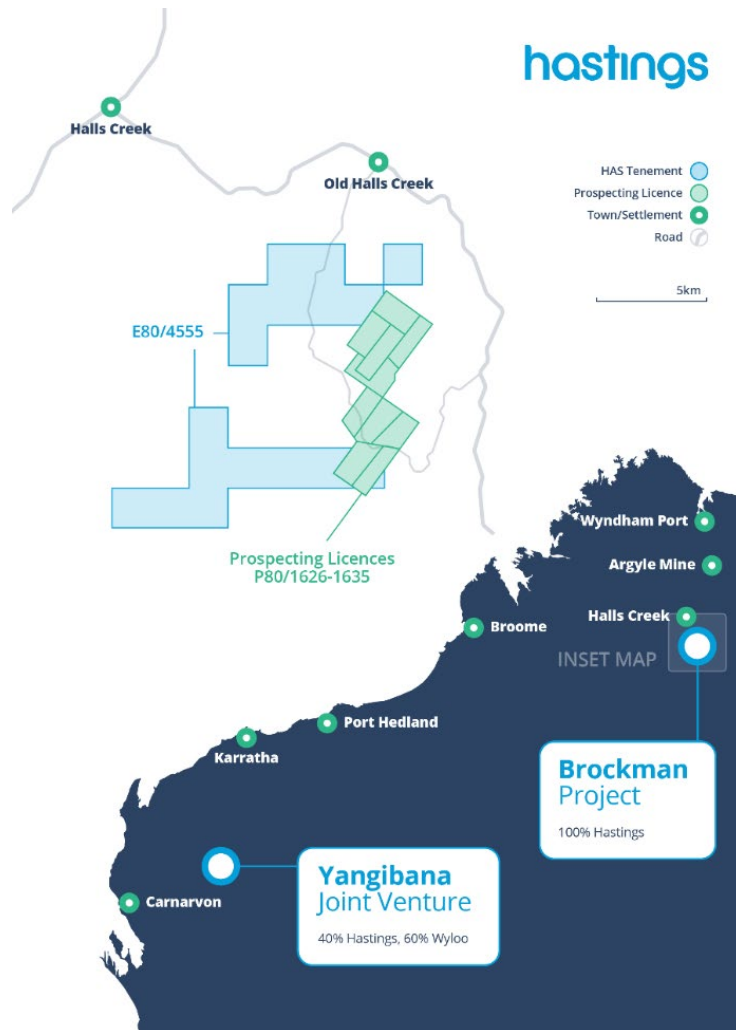 hastings
Halls Creek
Old Halls Creek
HAS Tenement
Prospecting Licence
Town/Settlement
Road
5km
E80/4555
Prospecting Licences
P80/1626-1635
Wyndham Port
Argyle Mine
Halls Creek
Broome
INSET MAP
Port Hedland
Karratha
Brockman
Project
100% Hastings
Yangibana
Joint Venture
40% Hastings, 60% Wyloo
Carnarvon